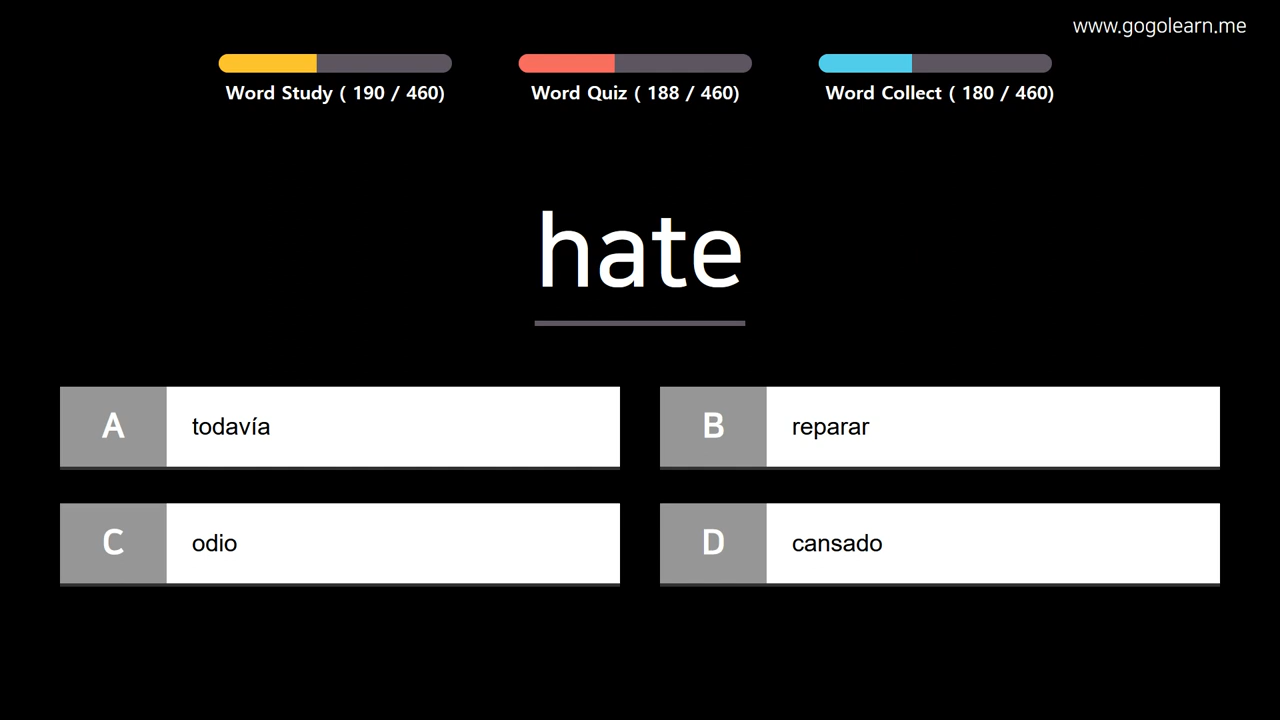 www.gogolearn.me
Word Study ( 190 / 460)
Word Quiz ( 188 / 460)
Word Collect ( 180 / 460)
hate
A todavía
B reparar
C odio
D cansado